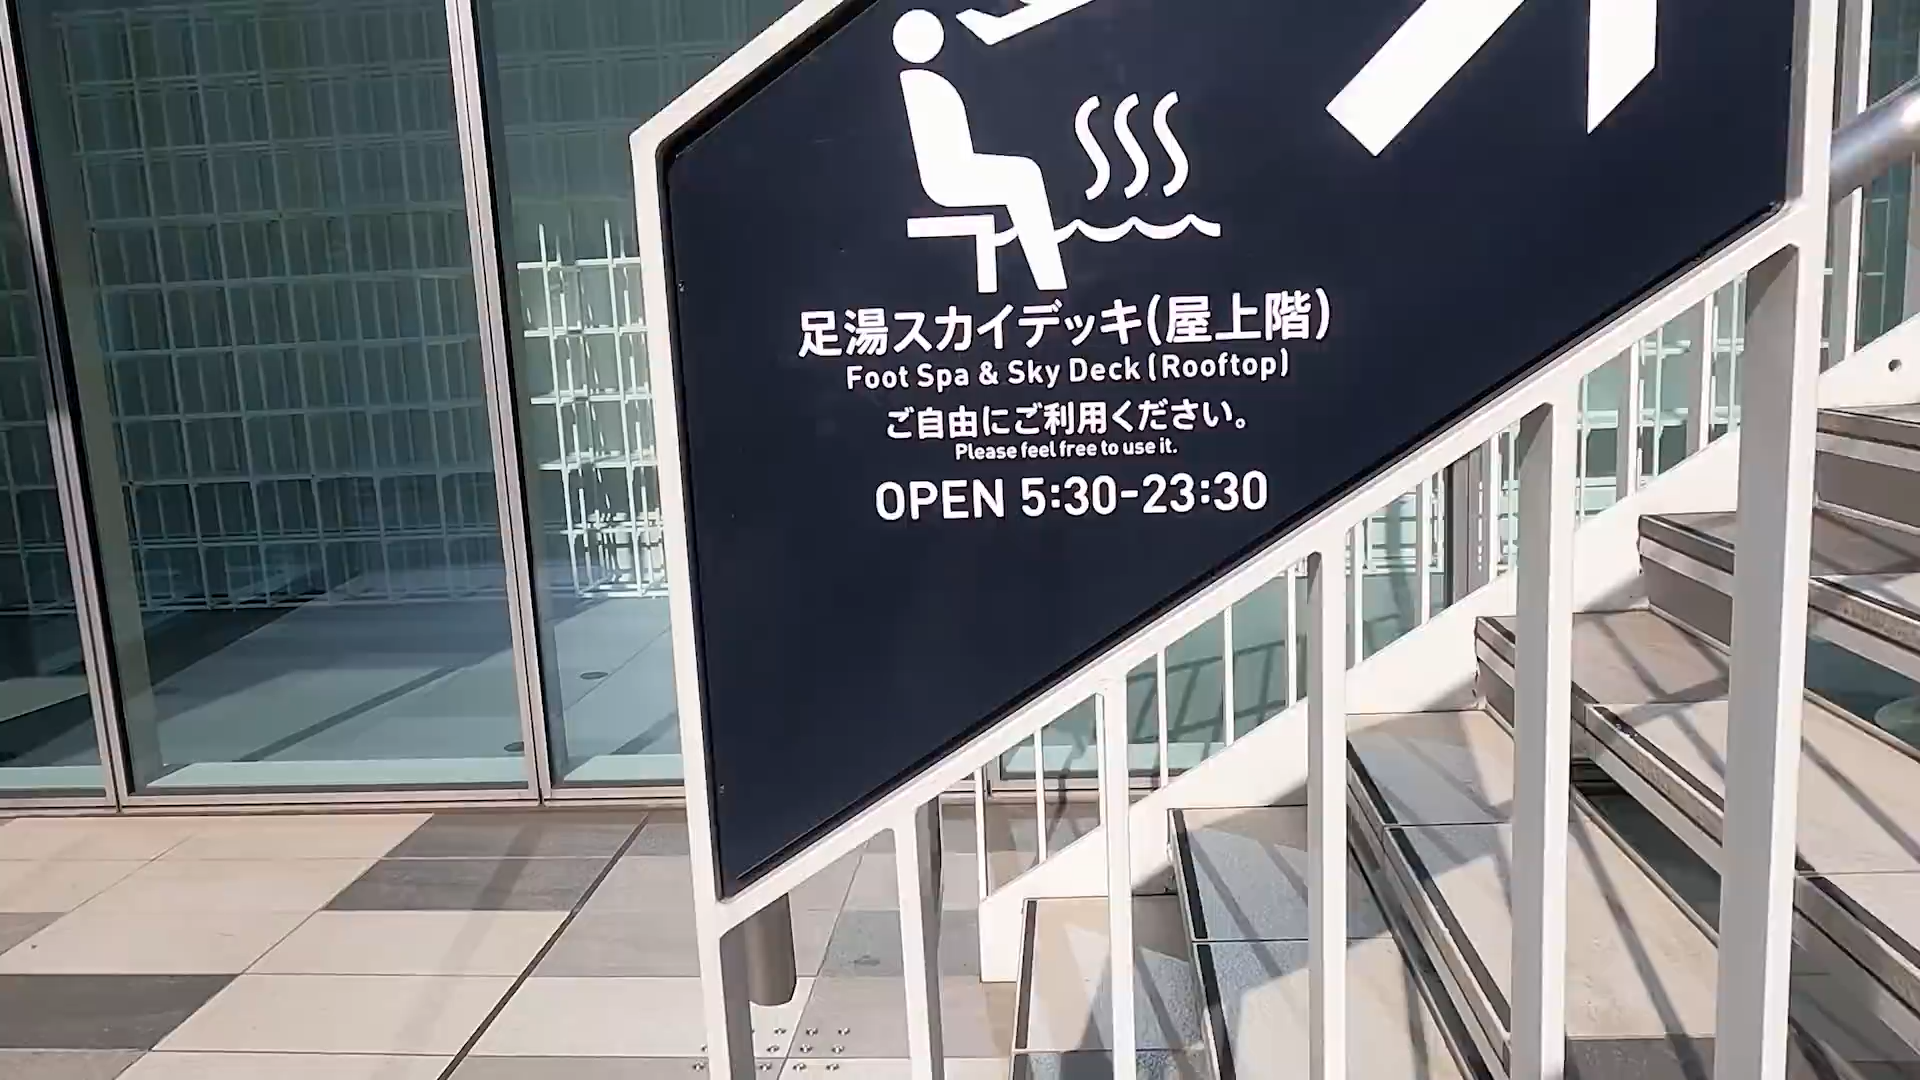 足湯スカイデッキ(屋上階)
Foot Spa & Sky Deck (Rooftop)
ご自由にご利用ください。
Please feel free to use it.
OPEN 5:30-23:30